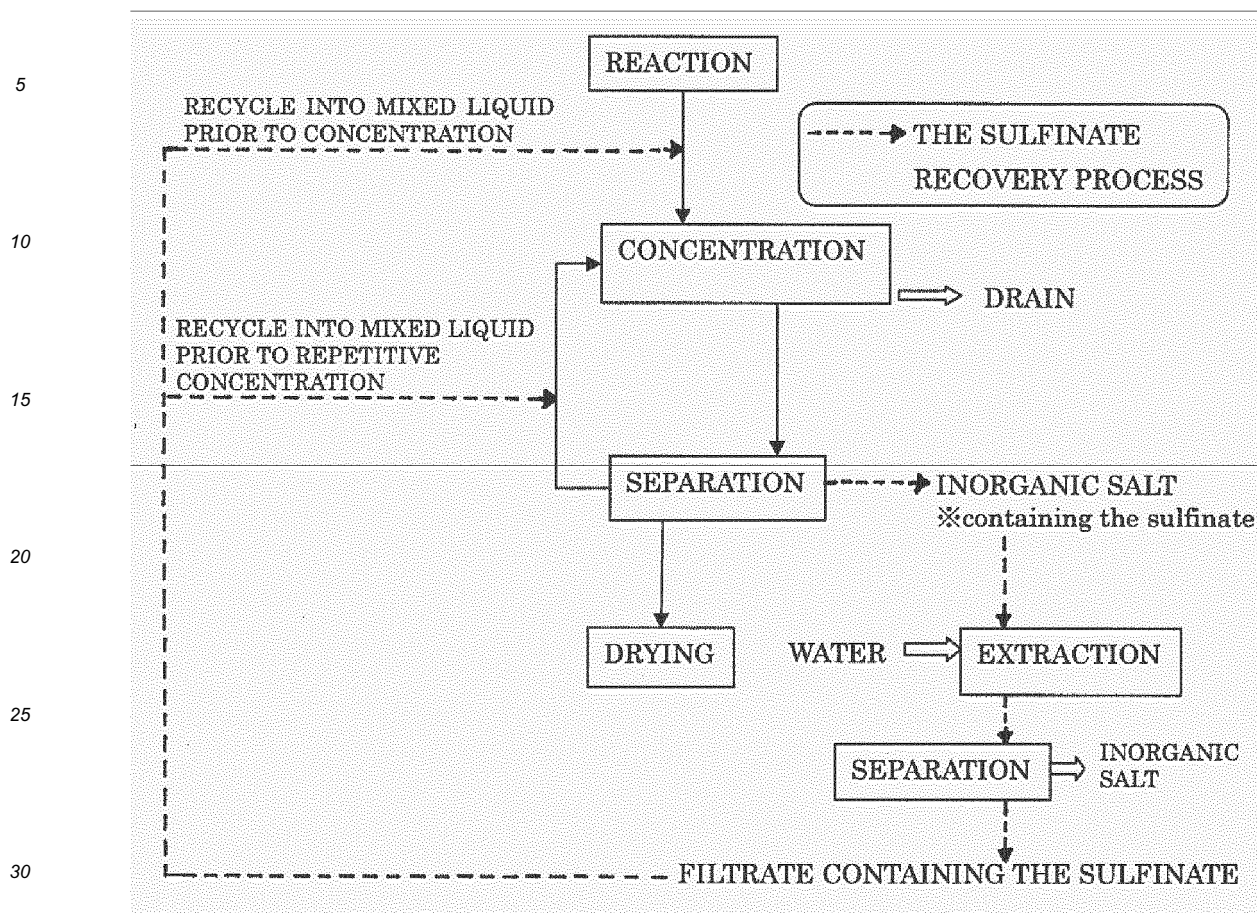 5
REACTION
RECYCLE INTO MIXED LIQUID
PRIOR TO CONCENTRATION
THE SULFINATE
RECOVERY PROCESS
10
CONCENTRATION
DRAIN
RECYCLE INTO MIXED LIQUID
PRIOR TO REPETITIVE
CONCENTRATION
15
SEPARATION
INORGANIC SALT
※containing the sulfinate
20
DRYING
WATER
EXTRACTION
25
SEPARATION
INORGANIC
SALT
30
FILTRATE CONTAINING THE SULFINATE